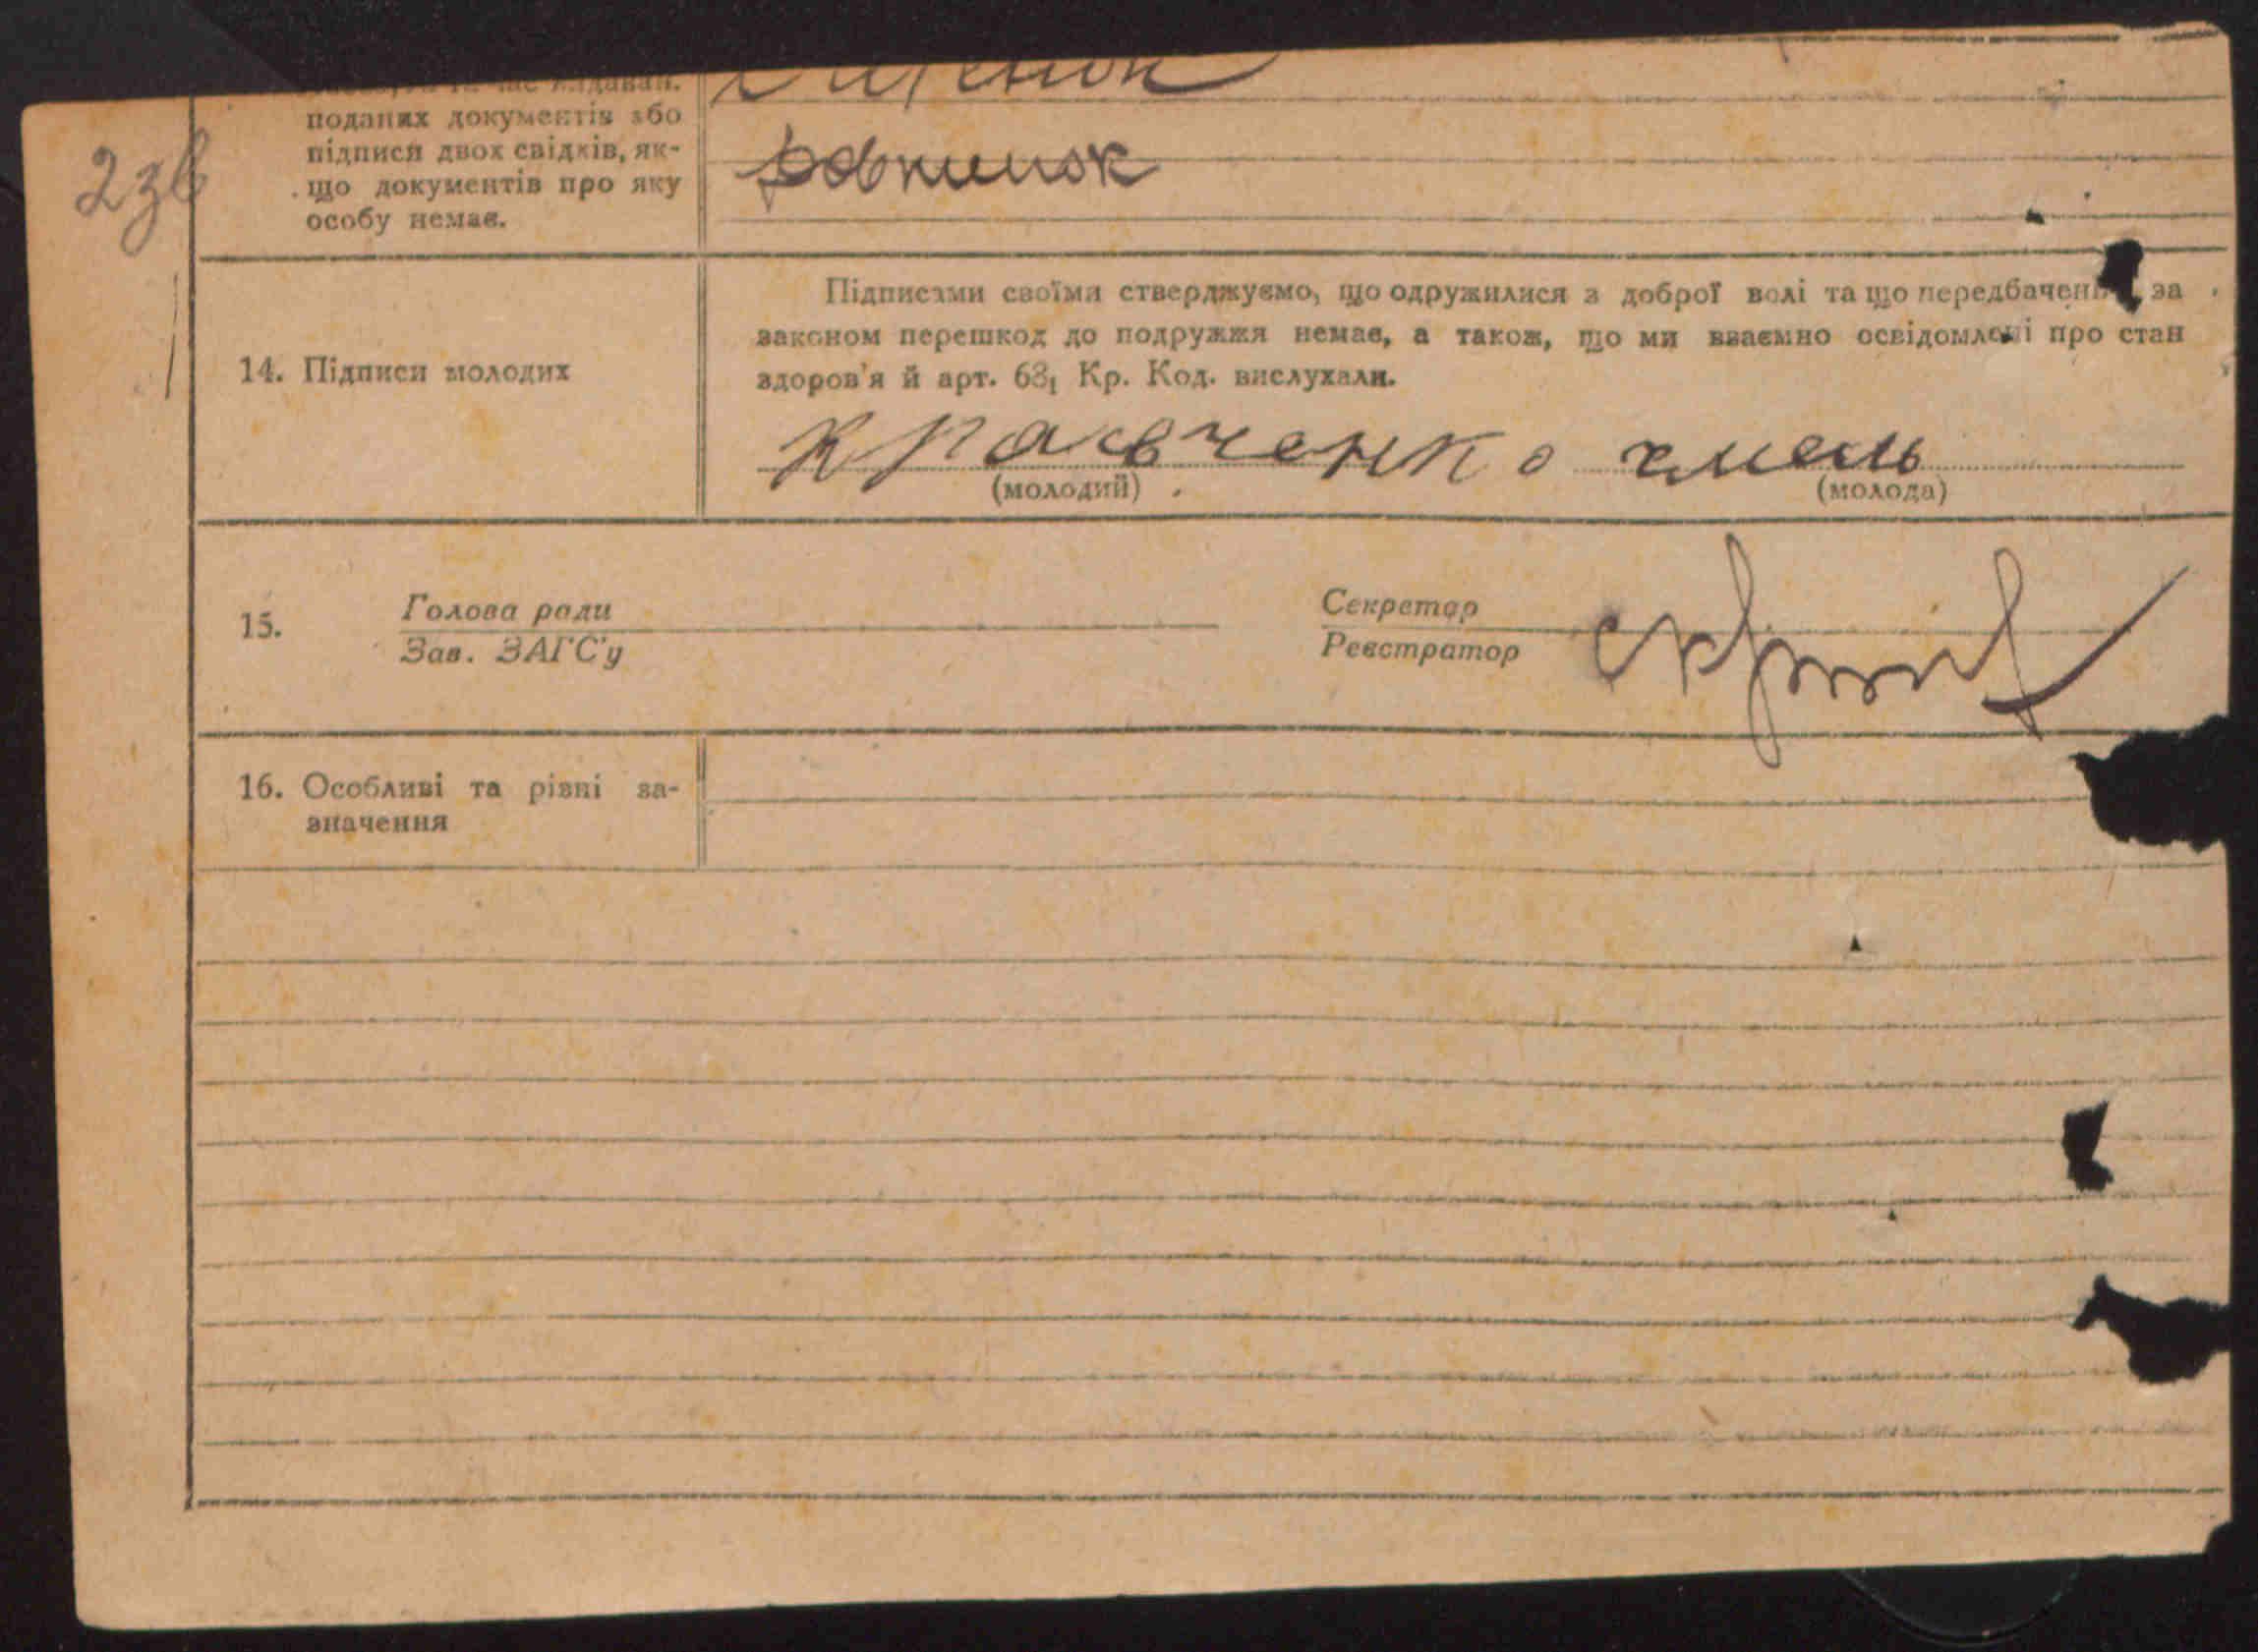 поданих документів або
підписи двох свідків, як-
що документів про яку
особу немає.
2зв
14. Підписи молодих
Підписами своїми стверджуємо, що одружилися з доброї волі та що передбачених за
законом перешкод до подружжя немає, а також, що ми взаємно освідомлені про стан
здоров'я й арт. 63₁ Кр. Код. вислухали.
Кравченко хмель
(молодий) (молода)
15. Голова ради
Зав. ЗАГС'у
Секретар
Реєстратор
16. Особливі та різні за-
значення